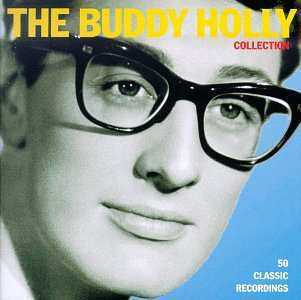 THE BUDDY HOLLY
COLLECTION
50
CLASSIC
RECORDINGS